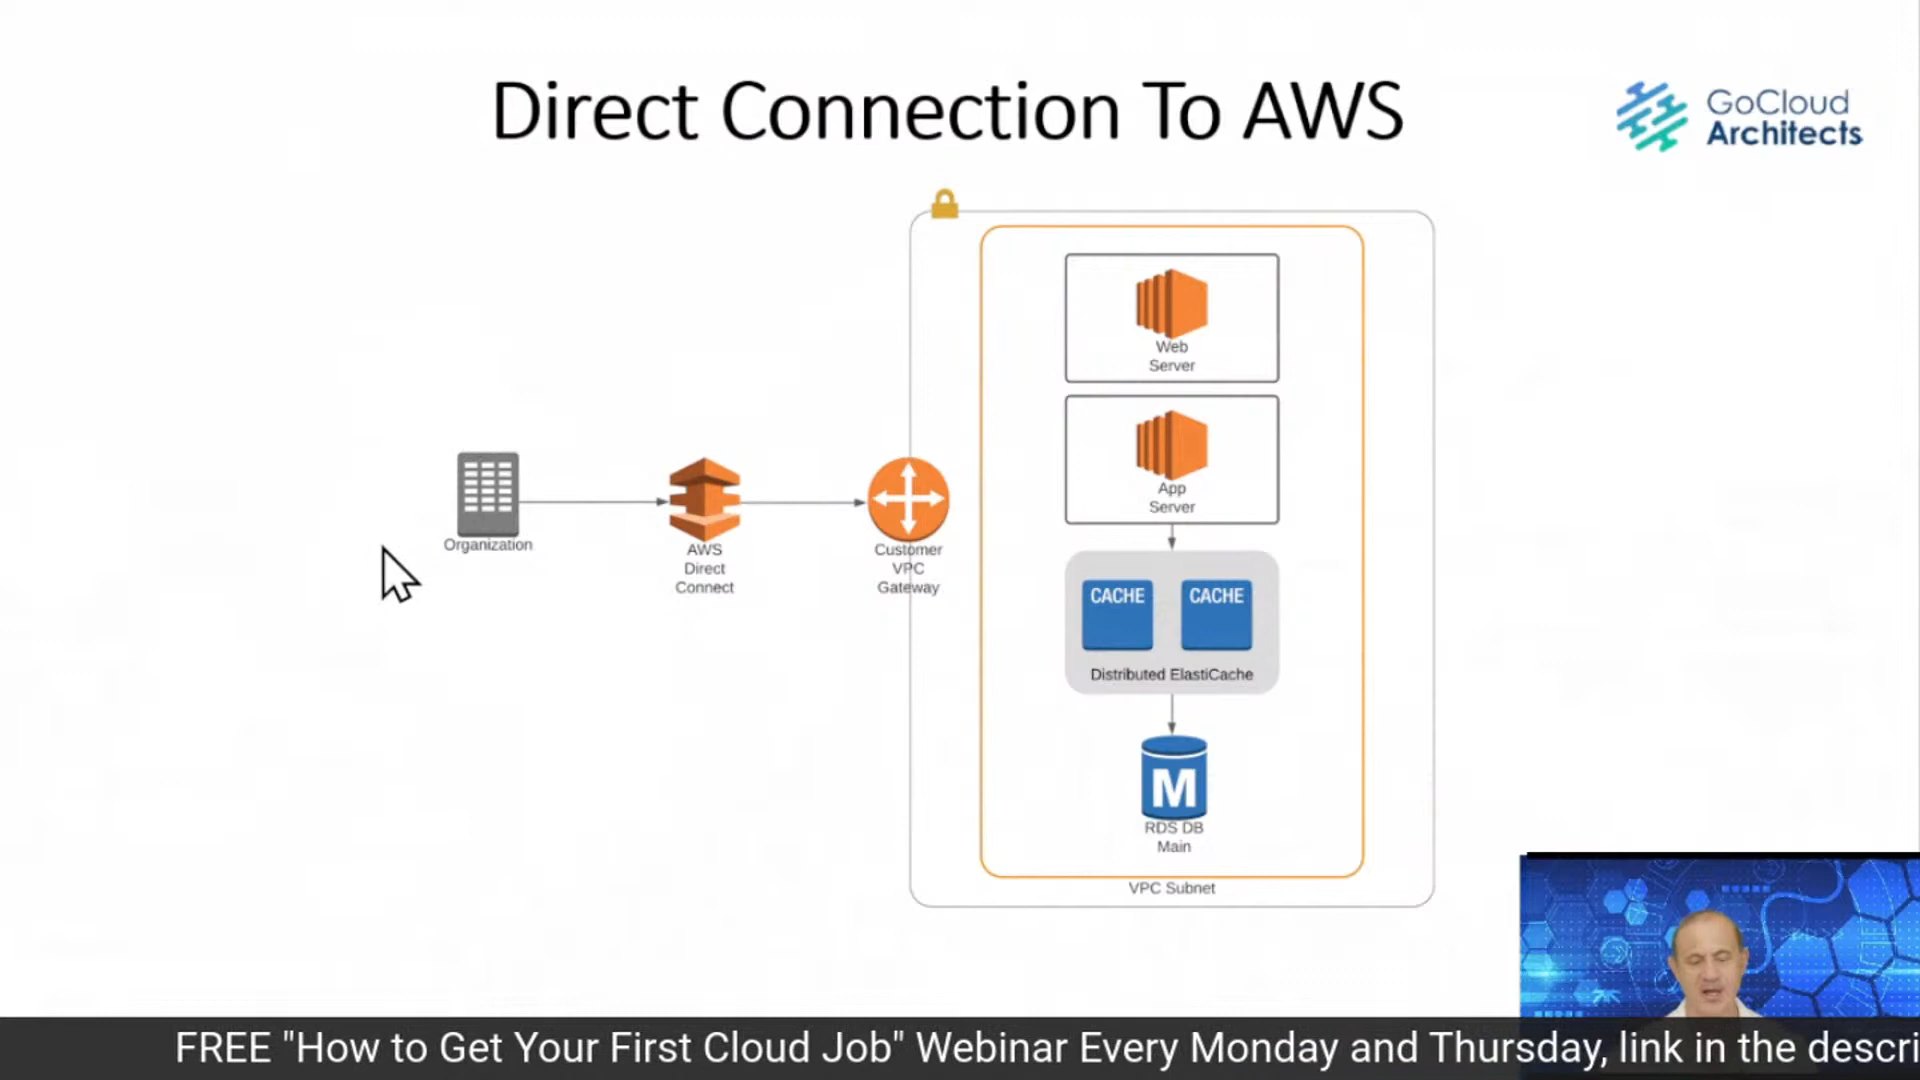 Direct Connection To AWS
GoCloud
Architects
Web
Server
App
Server
Organization
AWS
Direct
Connect
Customer
VPC
Gateway
CACHE CACHE
Distributed ElastiCache
M
RDS DB
Main
VPC Subnet
FREE "How to Get Your First Cloud Job" Webinar Every Monday and Thursday, link in the descri